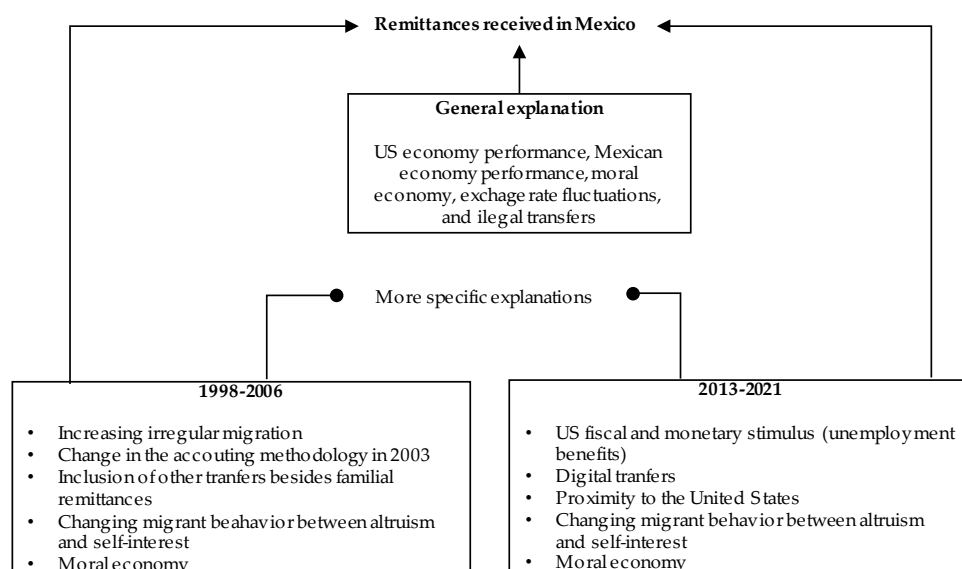 Remittances received in Mexico
General explanation
US economy performance, Mexican
economy performance, moral
economy, exchage rate fluctuations,
and ilegal transfers
More specific explanations
1998-2006
• Increasing irregular migration
• Change in the accouting methodology in 2003
• Inclusion of other tranfers besides familial
remittances
• Changing migrant beahavior between altruism
and self-interest
• Moral economy
2013-2021
• US fiscal and monetary stimulus (unemployment
benefits)
• Digital tranfers
• Proximity to the United States
• Changing migrant behavior between altruism
and self-interest
• Moral economy